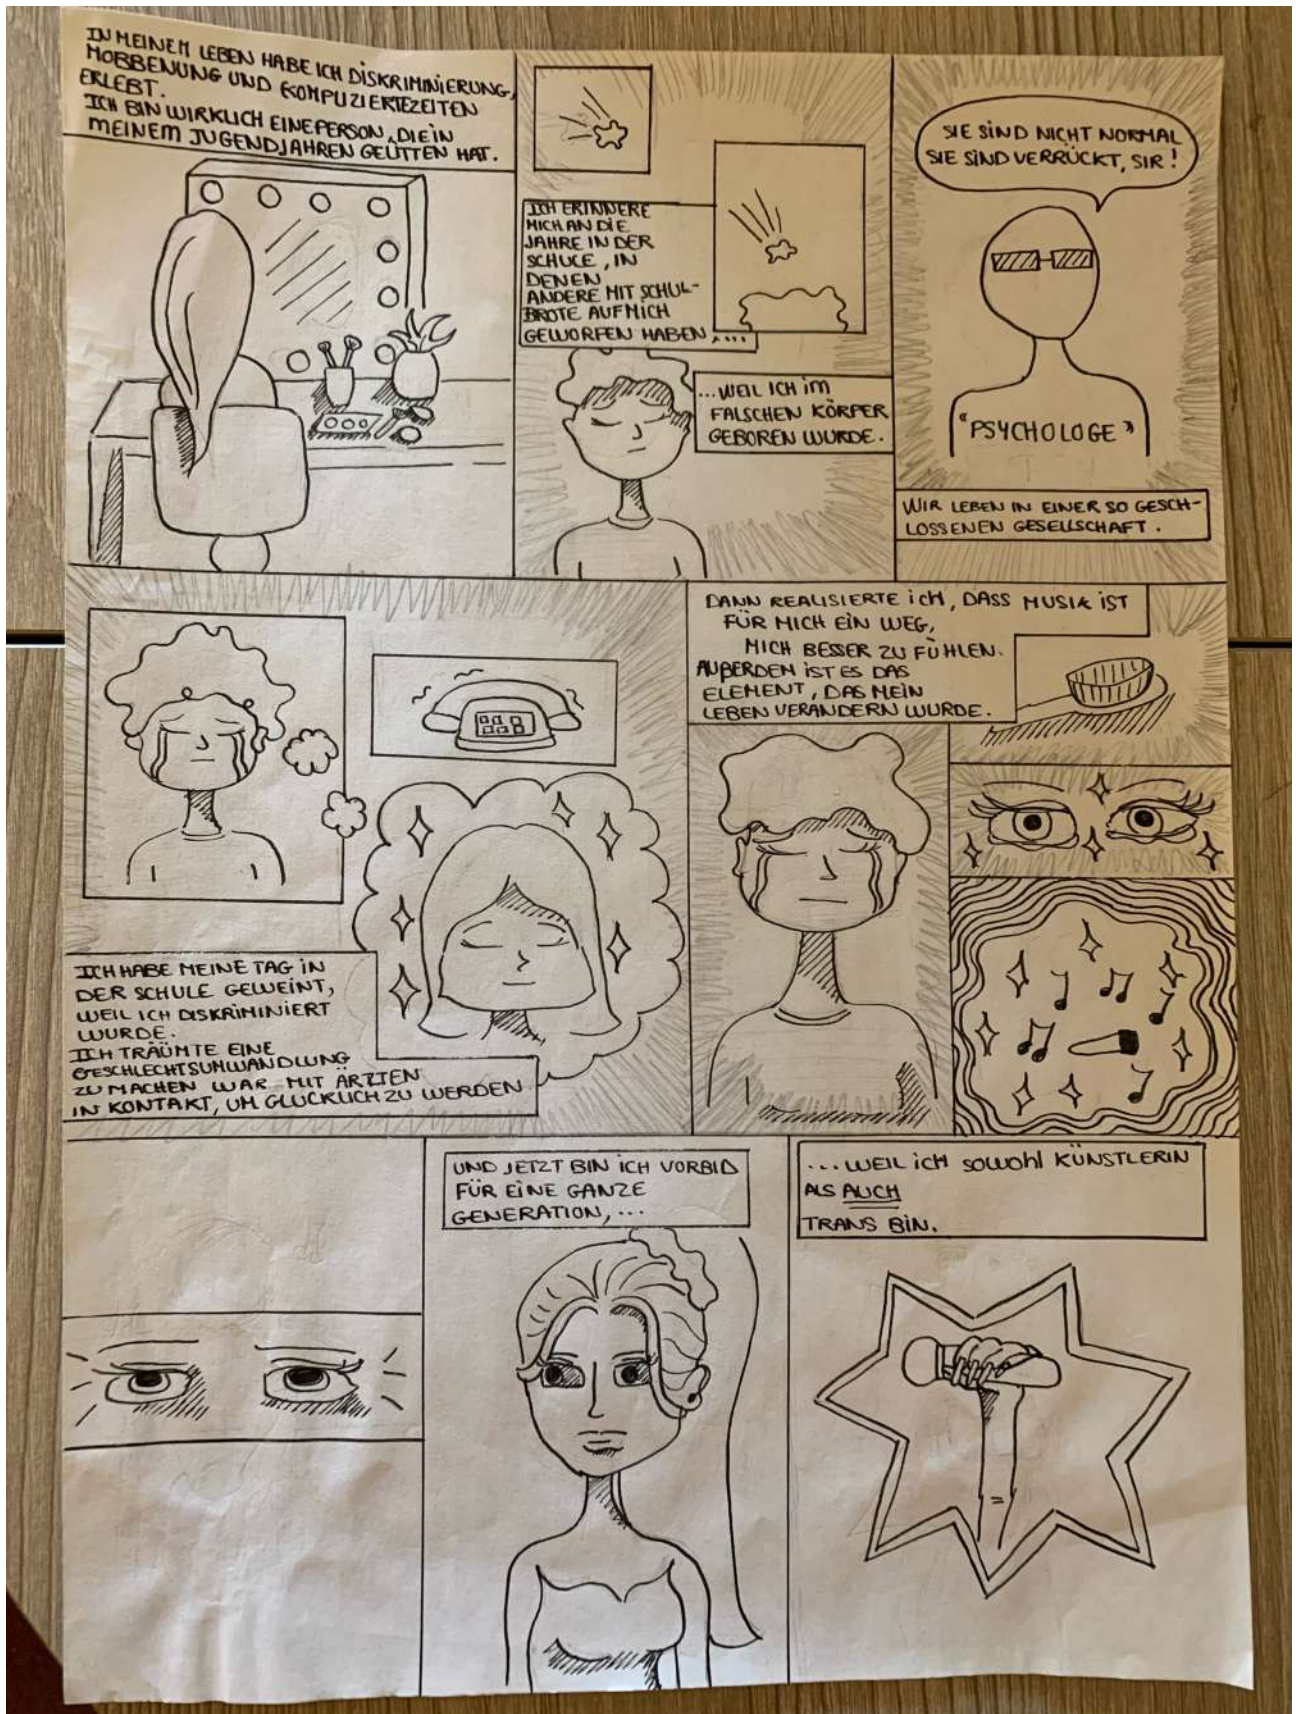 IN MEINEM LEBEN HABE ICH DISKRIMINIERUNG,
MOBBENUNG UND KOMPLIZIERTEZEITEN
ERLEBT.
ICH BIN WIRKLICH EINE PERSON, DIE IN
MEINEM JUGENDJAHREN GELITTEN HAT.
ICH ERINNERE
MICH AN DIE
JAHRE IN DER
SCHULE, IN
DENEN
ANDERE MIT SCHUL-
BROTE AUF MICH
GEWORFEN HABEN,...
...WEIL ICH IM
FALSCHEN KÖRPER
GEBOREN WURDE.
SIE SIND NICHT NORMAL
SIE SIND VERRÜCKT, SIR!
"PSYCHOLOGE"
WIR LEBEN IN EINER SO GESCH-
LOSSENEN GESELLSCHAFT.
ICH HABE MEINE TAG IN
DER SCHULE GEWEINT,
WEIL ICH DISKRIMINIERT
WURDE.
ICH TRÄUMTE EINE
GESCHLECHTSUMWANDLUNG
ZU MACHEN WAR MIT ÄRZTEN
IN KONTAKT, UM GLÜCKLICH ZU WERDEN
DANN REALISIERTE ICH, DASS MUSIK IST
FÜR MICH EIN WEG,
MICH BESSER ZU FÜHLEN.
AUßERDEN IST ES DAS
ELEMENT, DAS MEIN
LEBEN VERANDERN WURDE.
UND JETZT BIN ICH VORBILD
FÜR EINE GANZE
GENERATION,...
...WEIL ICH SOWOHL KÜNSTLERIN
ALS AUCH
TRANS BIN.